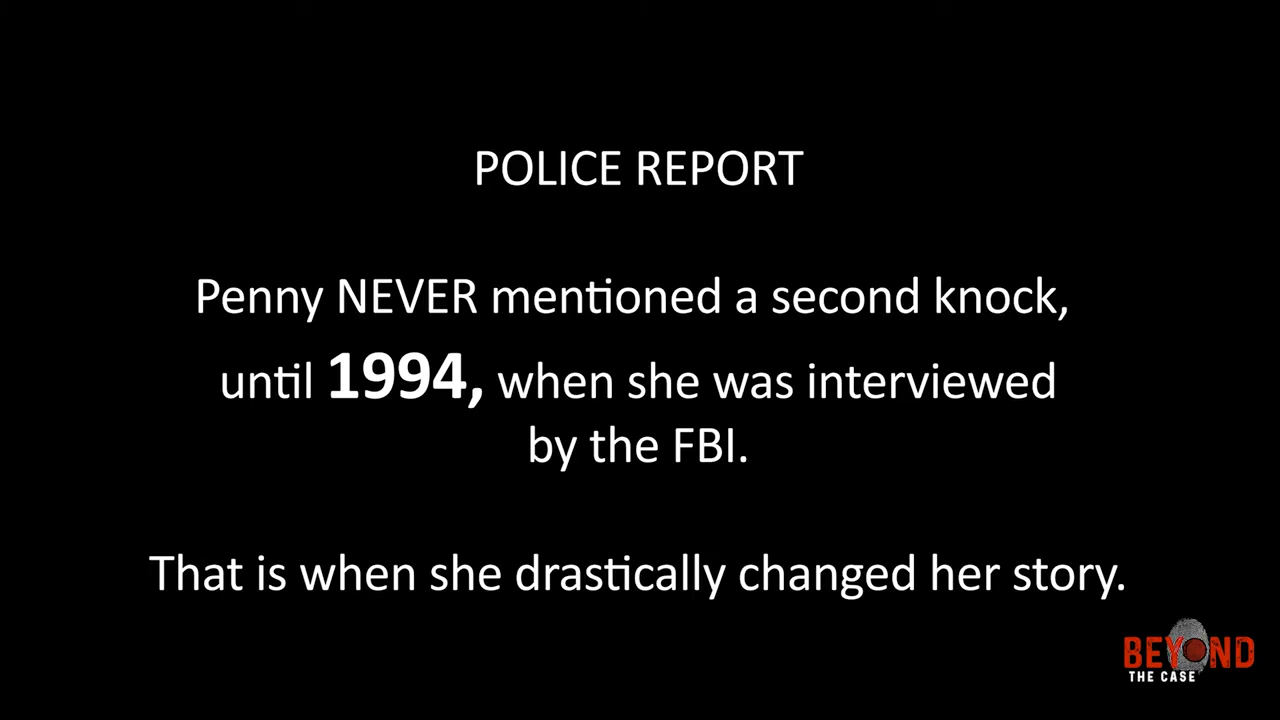 POLICE REPORT
Penny NEVER mentioned a second knock,
until 1994, when she was interviewed
by the FBI.
That is when she drastically changed her story.
BEYOND
THE CASE